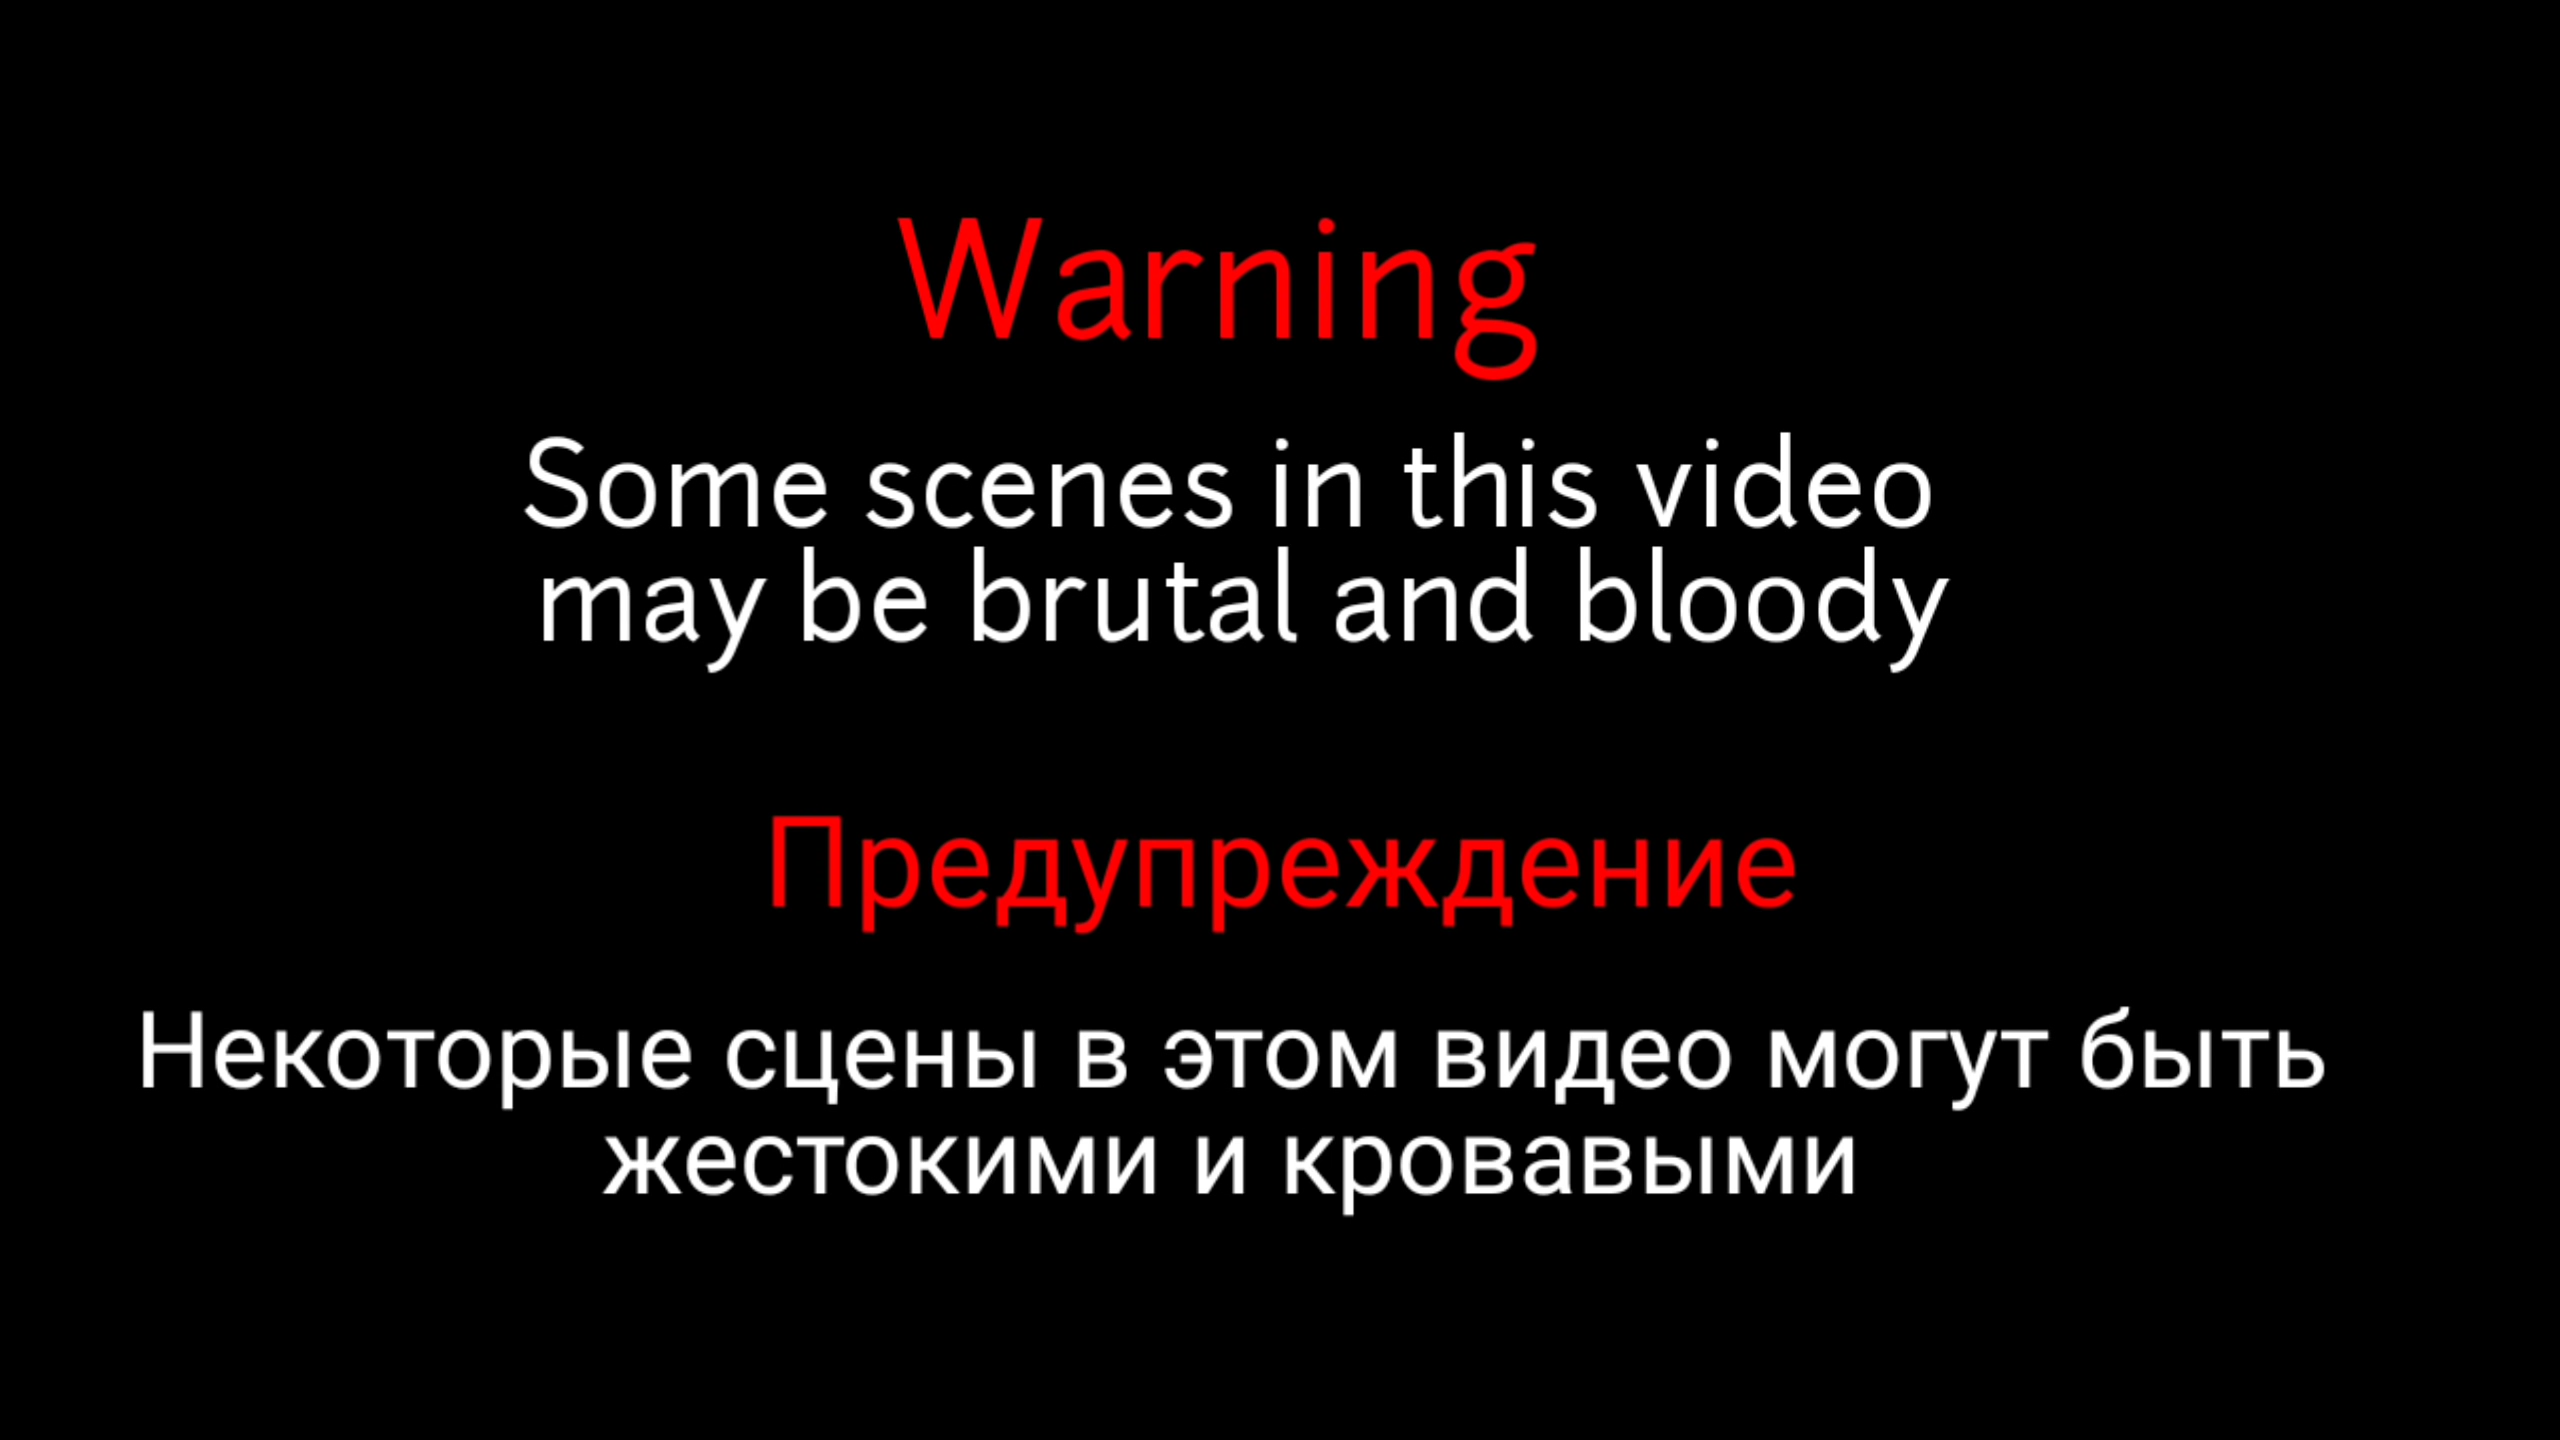 Warning
Some scenes in this video
may be brutal and bloody
Предупреждение
Некоторые сцены в этом видео могут быть
жестокими и кровавыми